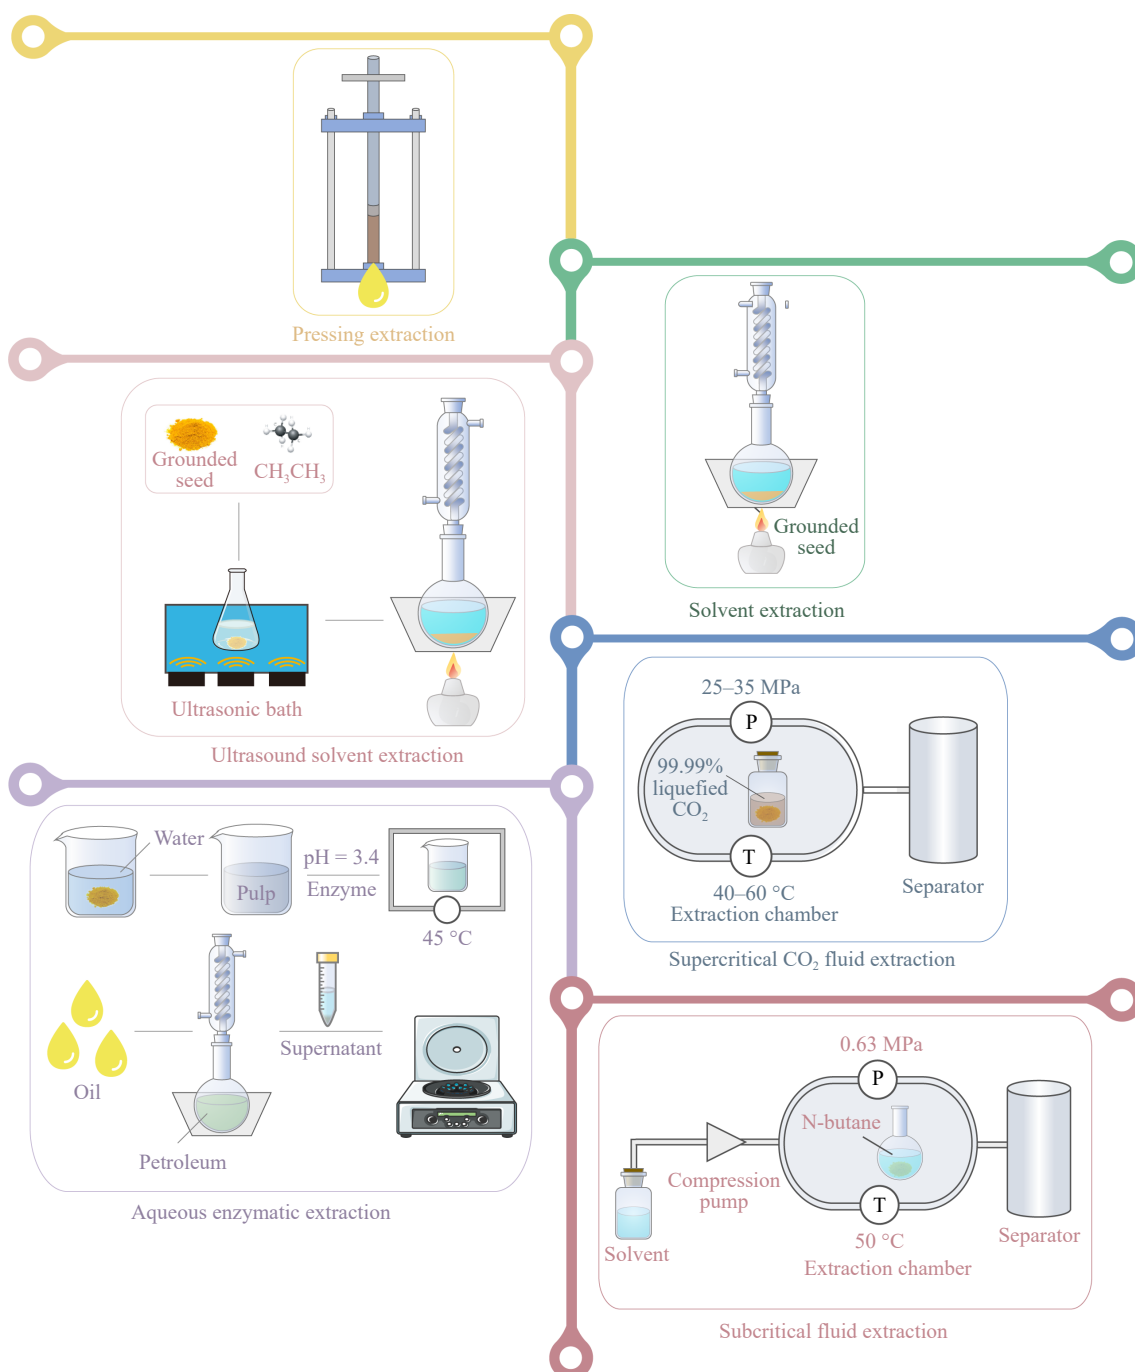 Pressing extraction
Grounded
seed
Solvent extraction
Grounded
seed
CH₃CH₃
Ultrasonic bath
Ultrasound solvent extraction
25–35 MPa
P
99.99%
liquefied
CO₂
T
40–60 °C
Extraction chamber
Separator
Supercritical CO₂ fluid extraction
Water
Pulp
pH = 3.4
Enzyme
45 °C
Supernatant
Oil
Petroleum
Aqueous enzymatic extraction
0.63 MPa
P
N-butane
Compression
pump
T
Solvent
50 °C
Extraction chamber
Separator
Subcritical fluid extraction